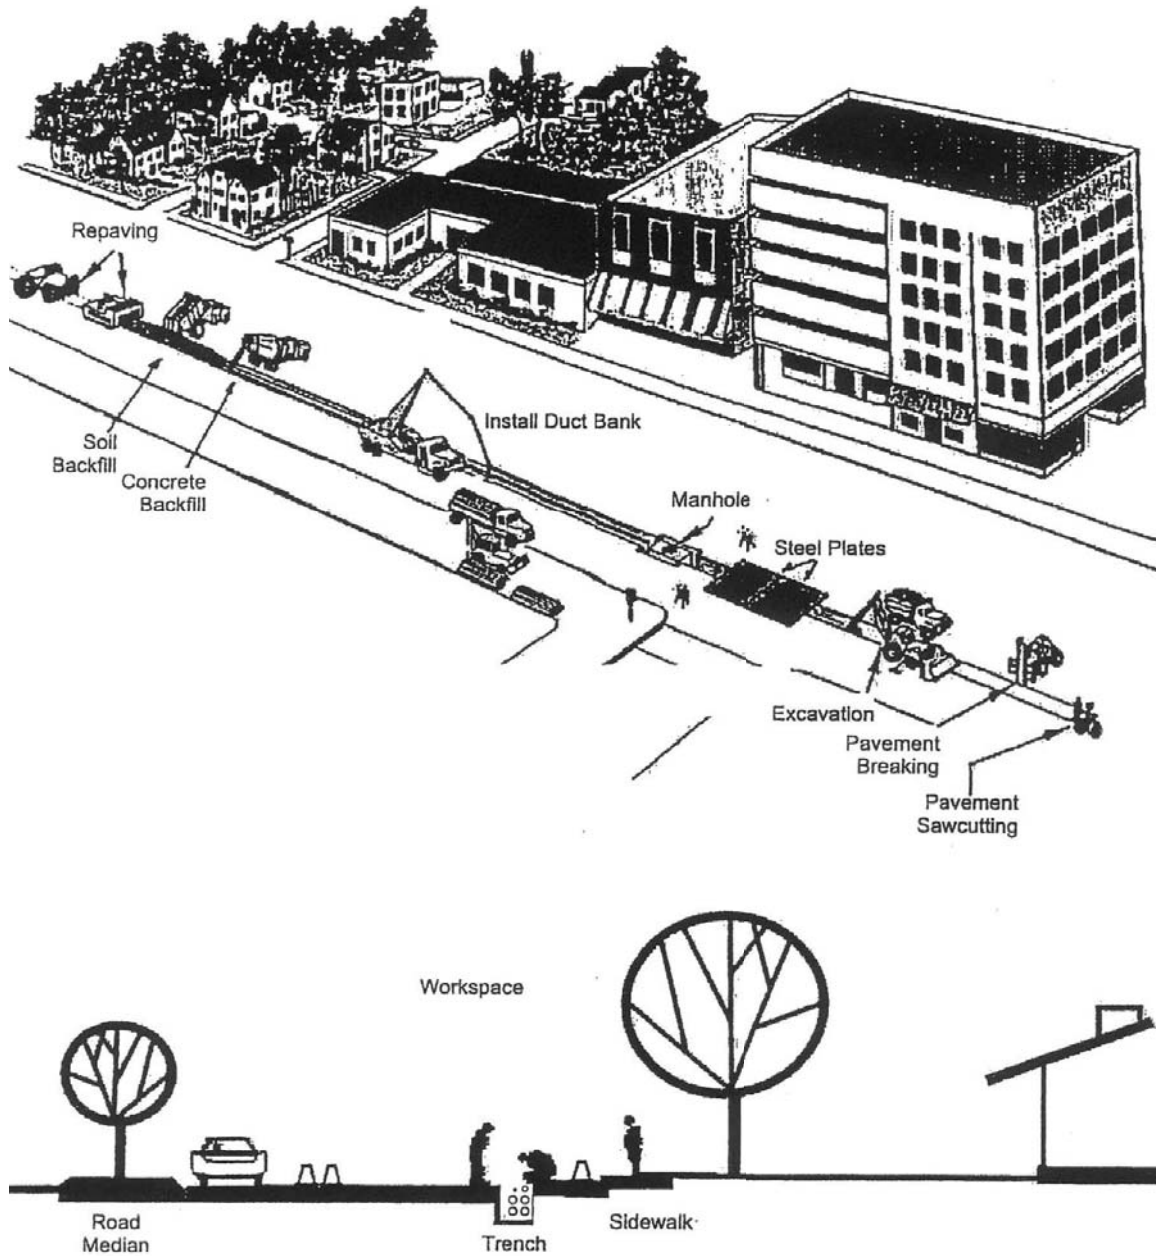 Repaving
Soil
Backfill
Concrete
Backfill
Install Duct Bank
Manhole
Steel Plates
Excavation
Pavement
Breaking
Pavement
Sawcutting
Workspace
Road
Median
Trench
Sidewalk